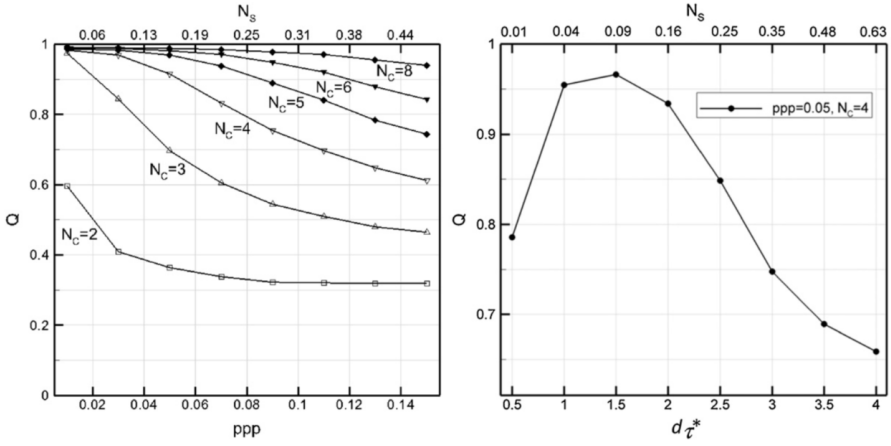 N_S
0.06 0.13 0.16 0.19 0.25 0.31 0.38 0.44
1
0.8
0.6
0.4
0.2
0
Q
N_C=8
N_C=6
N_C=5
N_C=4
N_C=3
N_C=2
0.02 0.04 0.06 0.08 0.1 0.12 0.14
ppp
N_S
0.01 0.04 0.09 0.16 0.25 0.35 0.48 0.63
1
0.9
0.8
0.7
Q
ppp=0.05, N_C=4
0.5 1 1.5 2 2.5 3 3.5 4
d_τ*